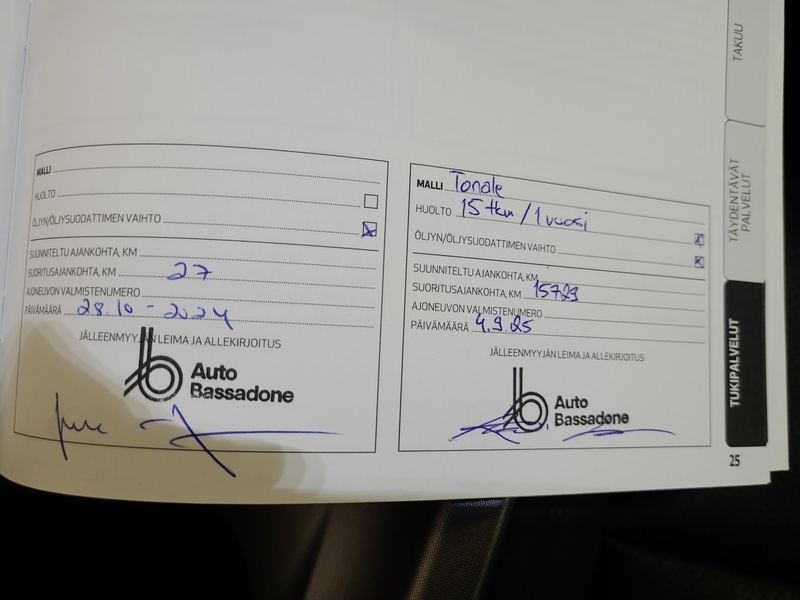 MALLI
HUOLTO
ÖLJYN/ÖLJYSUODATTIMEN VAIHTO
SUUNNITELTU AJANKOHTA, KM
SUORITUSAJANKOHTA, KM 27
AJONEUVON VALMISTENUMERO
PÄIVÄMÄÄRÄ 28.10-2024
JÄLLEENMYYJÄN LEIMA JA ALLEKIRJOITUS
Auto
Bassadone
MALLI Tonale
HUOLTO 15 tkm / 1 vuosi
ÖLJYN/ÖLJYSUODATTIMEN VAIHTO
SUUNNITELTU AJANKOHTA, KM
SUORITUSAJANKOHTA, KM 15729
AJONEUVON VALMISTENUMERO
PÄIVÄMÄÄRÄ 4.9.25
JÄLLEENMYYJÄN LEIMA JA ALLEKIRJOITUS
Auto
Bassadone
TAKUU
TÄYDENTÄVÄT
PALVELUT
TUKIPALVELUT
25